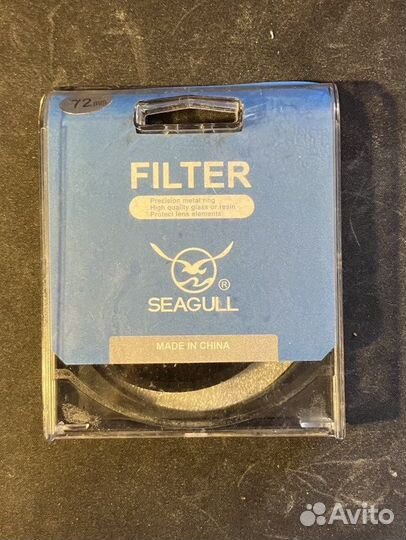 72mm
FILTER
Precision metal ring
High quality glass or resin
Protect lens elements
®
SEAGULL
MADE IN CHINA
Avito